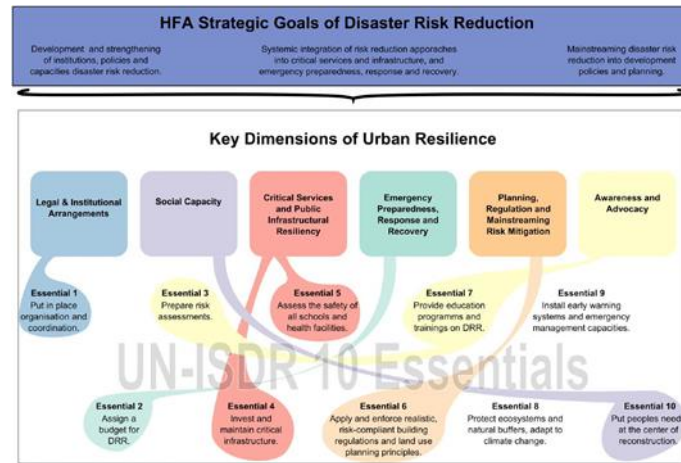 HFA Strategic Goals of Disaster Risk Reduction
Development and strengthening
of institutions, policies and
capacities disaster risk reduction.
Systemic integration of risk reduction apporaches
into critical services and infrastructure, and
emergency preparedness, response and recovery.
Mainstreaming disaster risk
reduction into development
policies and planning.
Key Dimensions of Urban Resilience
Legal & Institutional
Arrangements
Social Capacity
Critical Services
and Public
Infrastructural
Resiliency
Emergency
Preparedness,
Response and
Recovery
Planning,
Regulation and
Mainstreaming
Risk Mitigation
Awareness and
Advocacy
Essential 1
Put in place
organisation and
coordination.
Essential 3
Prepare risk
assessments.
Essential 5
Assess the safety of
all schools and
health facilities.
Essential 7
Provide education
programs and
trainings on DRR.
Essential 9
Install early warning
systems and emergency
management capacities.
UN-ISDR 10 Essentials
Essential 2
Assign a
budget for
DRR.
Essential 4
Invest and
maintain critical
infrastructure.
Essential 6
Apply and enforce realistic,
risk-compliant building
regulations and land use
planning principles.
Essential 8
Protect ecosystems and
natural buffers, adapt to
climate change.
Essential 10
Put peoples need
at the center of
reconstruction.